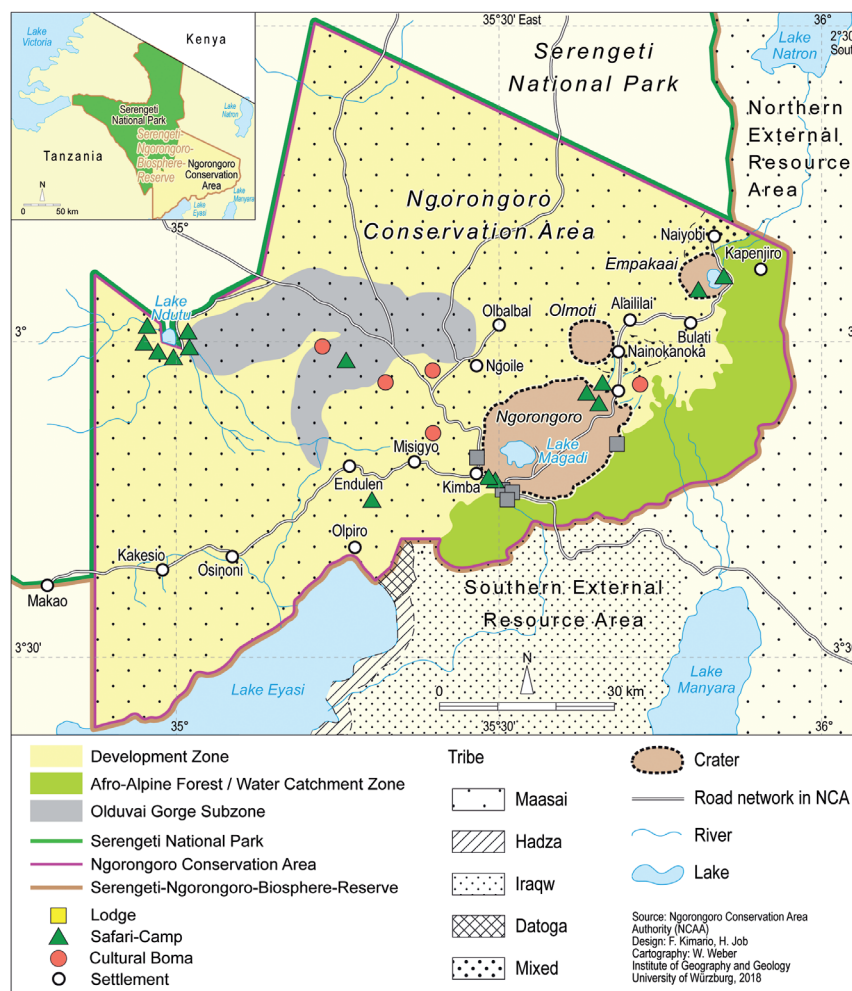 Lake
Victoria
Kenya
Serengeti
National Park
Lake
Natron
Serengeti-
Ngorongoro-
Biosphere-
Reserve
Tanzania
Ngorongoro
Conservation
Area
N
0 50 km
Lake
Eyasi
Lake
Manyara
35°
35°30' East
36°
Lake
Natron
2°30'
South
Serengeti
National Park
Northern
External
Resource
Area
Ngorongoro
Conservation Area
Naiyobi
Kapenjiro
Empakaai
Lake
Ndutu
3°
3°
Olbalbal
Olmoti
Alaililai
Bulati
Nainokanoka
Ngoile
Ngorongoro
Lake
Magadi
Misigyo
Endulen
Kimba
Olpiro
Kakesio
Osinoni
Makao
Southern External
Resource Area
3°30'
3°30'
Lake Eyasi
N
0 30 km
Lake
Manyara
35°
35°30'
36°
Development Zone
Afro-Alpine Forest / Water Catchment Zone
Olduvai Gorge Subzone
Serengeti National Park
Ngorongoro Conservation Area
Serengeti-Ngorongoro-Biosphere-Reserve
Lodge
Safari-Camp
Cultural Boma
Settlement
Tribe
Maasai
Hadza
Iraqw
Datoga
Mixed
Crater
Road network in NCA
River
Lake
Source: Ngorongoro Conservation Area
Authority (NCAA)
Design: F. Kimario, H. Job
Cartography: W. Weber
Institute of Geography and Geology
University of Würzburg, 2018